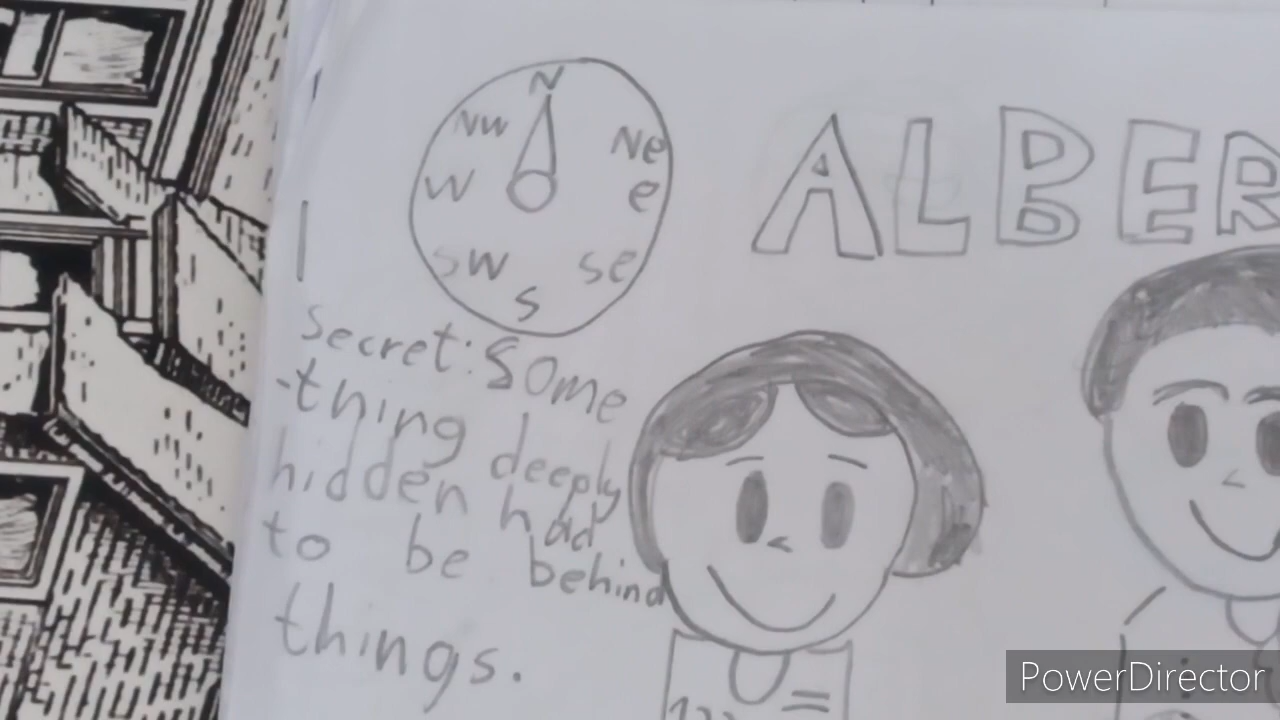 N
NW
Ne
W
e
SW
se
S
ALBER
Secret: Some
-thing deeply
hidden had
to be behind
things.
PowerDirector